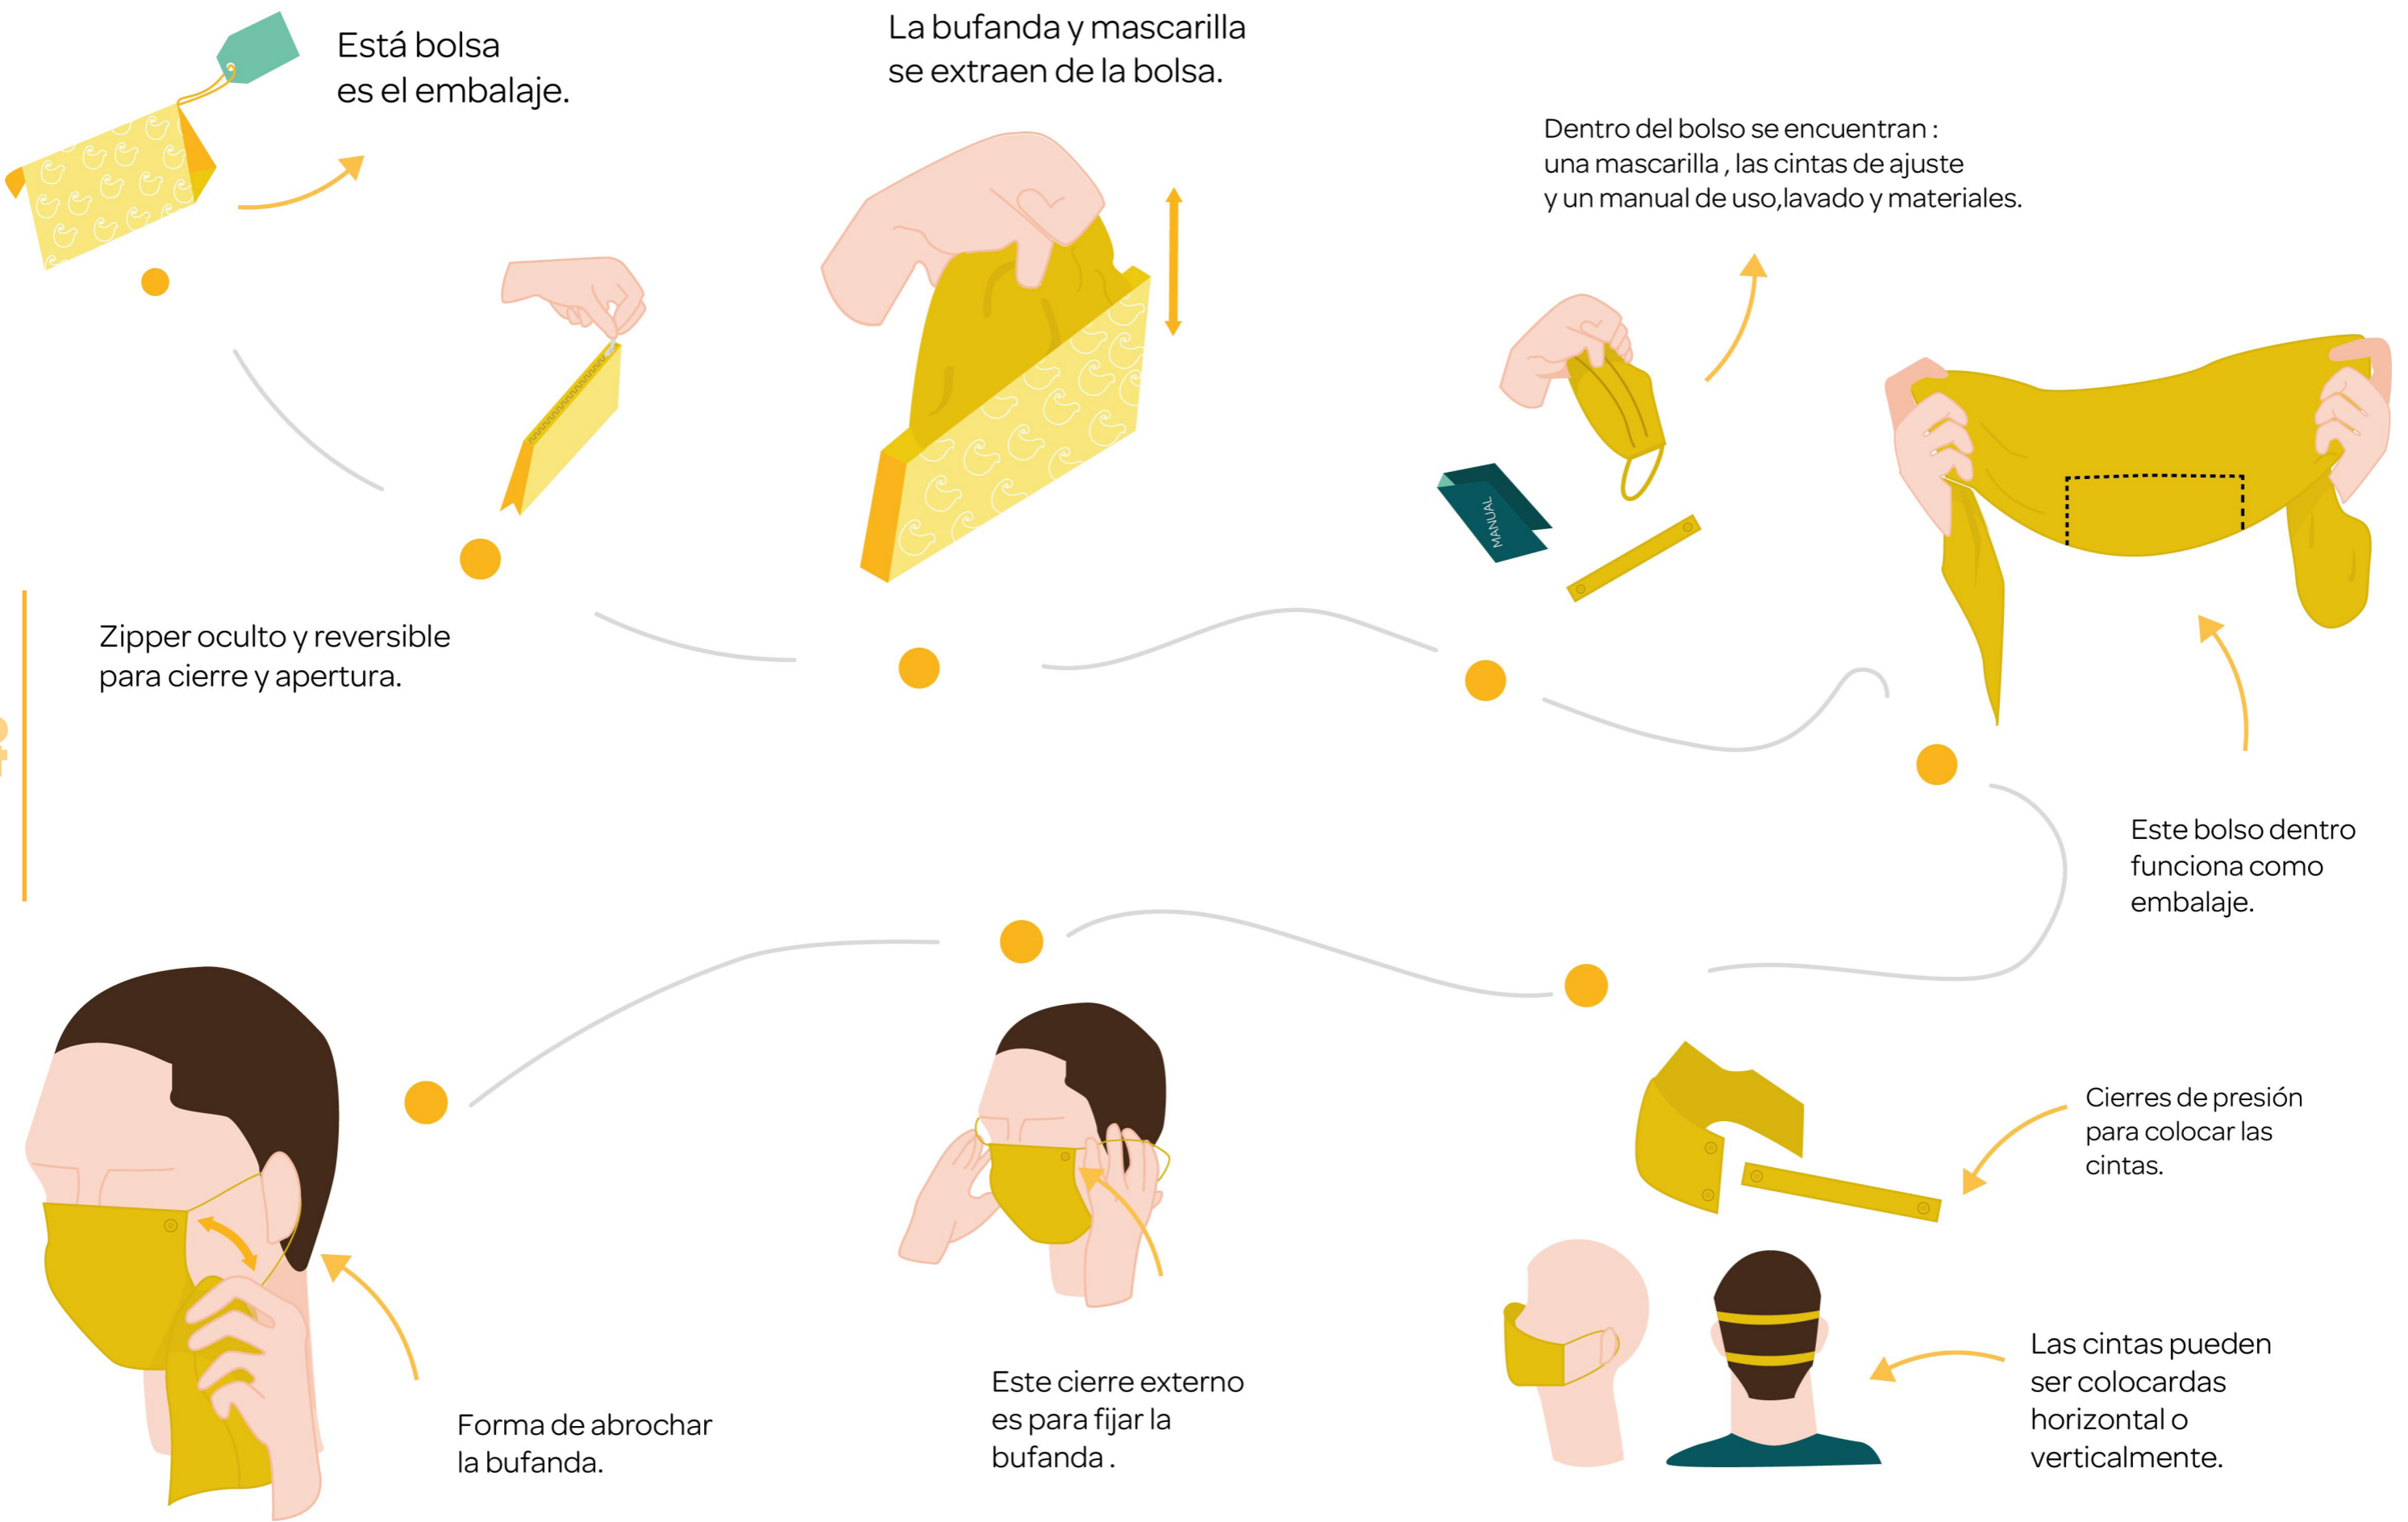 Está bolsa
es el embalaje.
Zipper oculto y reversible
para cierre y apertura.
La bufanda y mascarilla
se extraen de la bolsa.
Dentro del bolso se encuentran :
una mascarilla , las cintas de ajuste
y un manual de uso,lavado y materiales.
MANUAL
Este bolso dentro
funciona como
embalaje.
Cierres de presión
para colocar las
cintas.
Las cintas pueden
ser colocardas
horizontal o
verticalmente.
Este cierre externo
es para fijar la
bufanda .
Forma de abrochar
la bufanda.